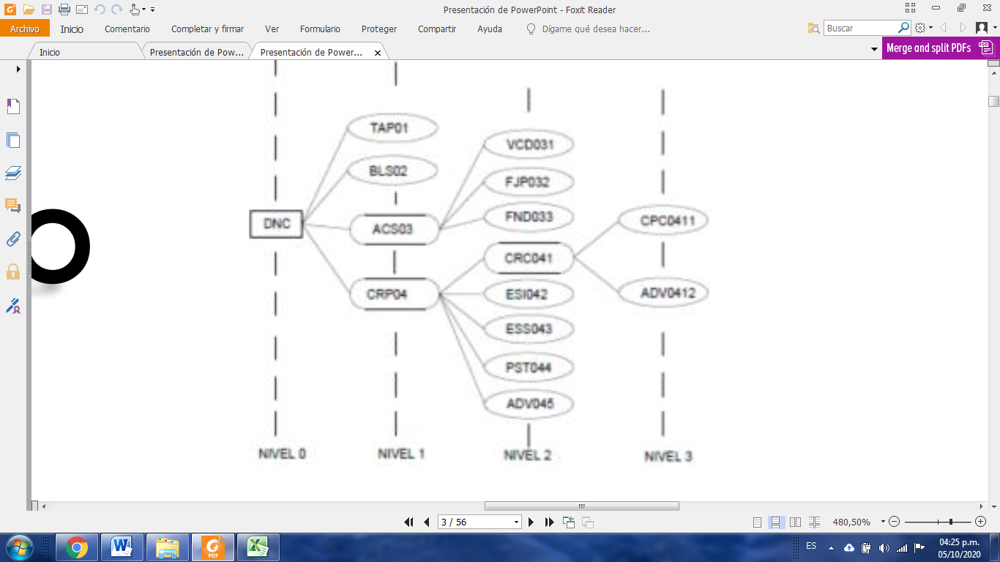 Presentación de PowerPoint - Foxit Reader
Archivo Inicio Comentario Completar y firmar Ver Formulario Proteger Compartir Ayuda Dígame qué desea hacer... Buscar
Inicio Presentación de Pow... Presentación de Power... Merge and split PDFs
TAP01
BLS02
DNC
ACS03
CRP04
VCD031
FJP032
FND033
CRC041
ESI042
ESS043
PST044
ADV045
CPC0411
ADV0412
NIVEL 0 NIVEL 1 NIVEL 2 NIVEL 3
3 / 56 480,50%
PDF
ES 04:25 p.m.
05/10/2020